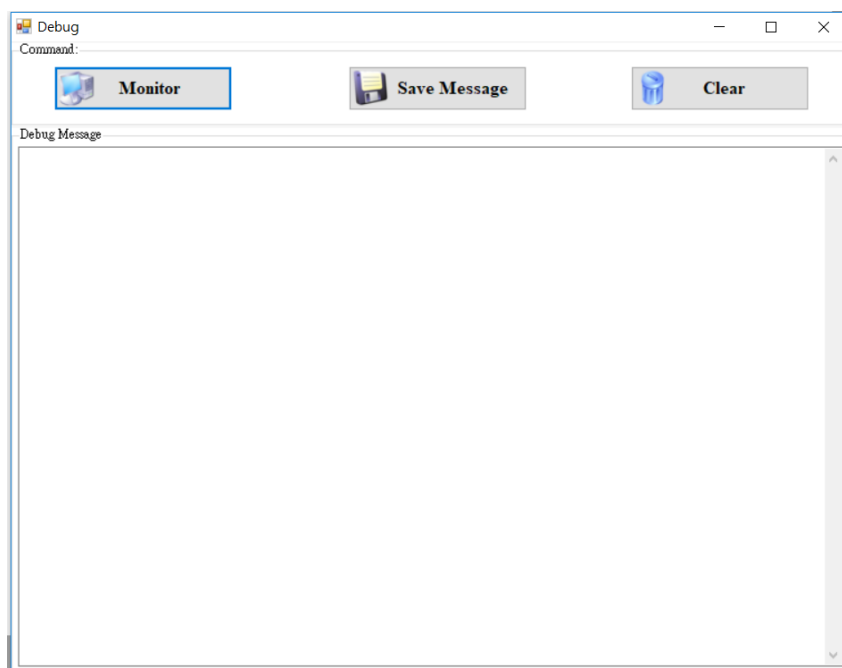 Debug
Command:
Monitor
Save Message
Clear
Debug Message